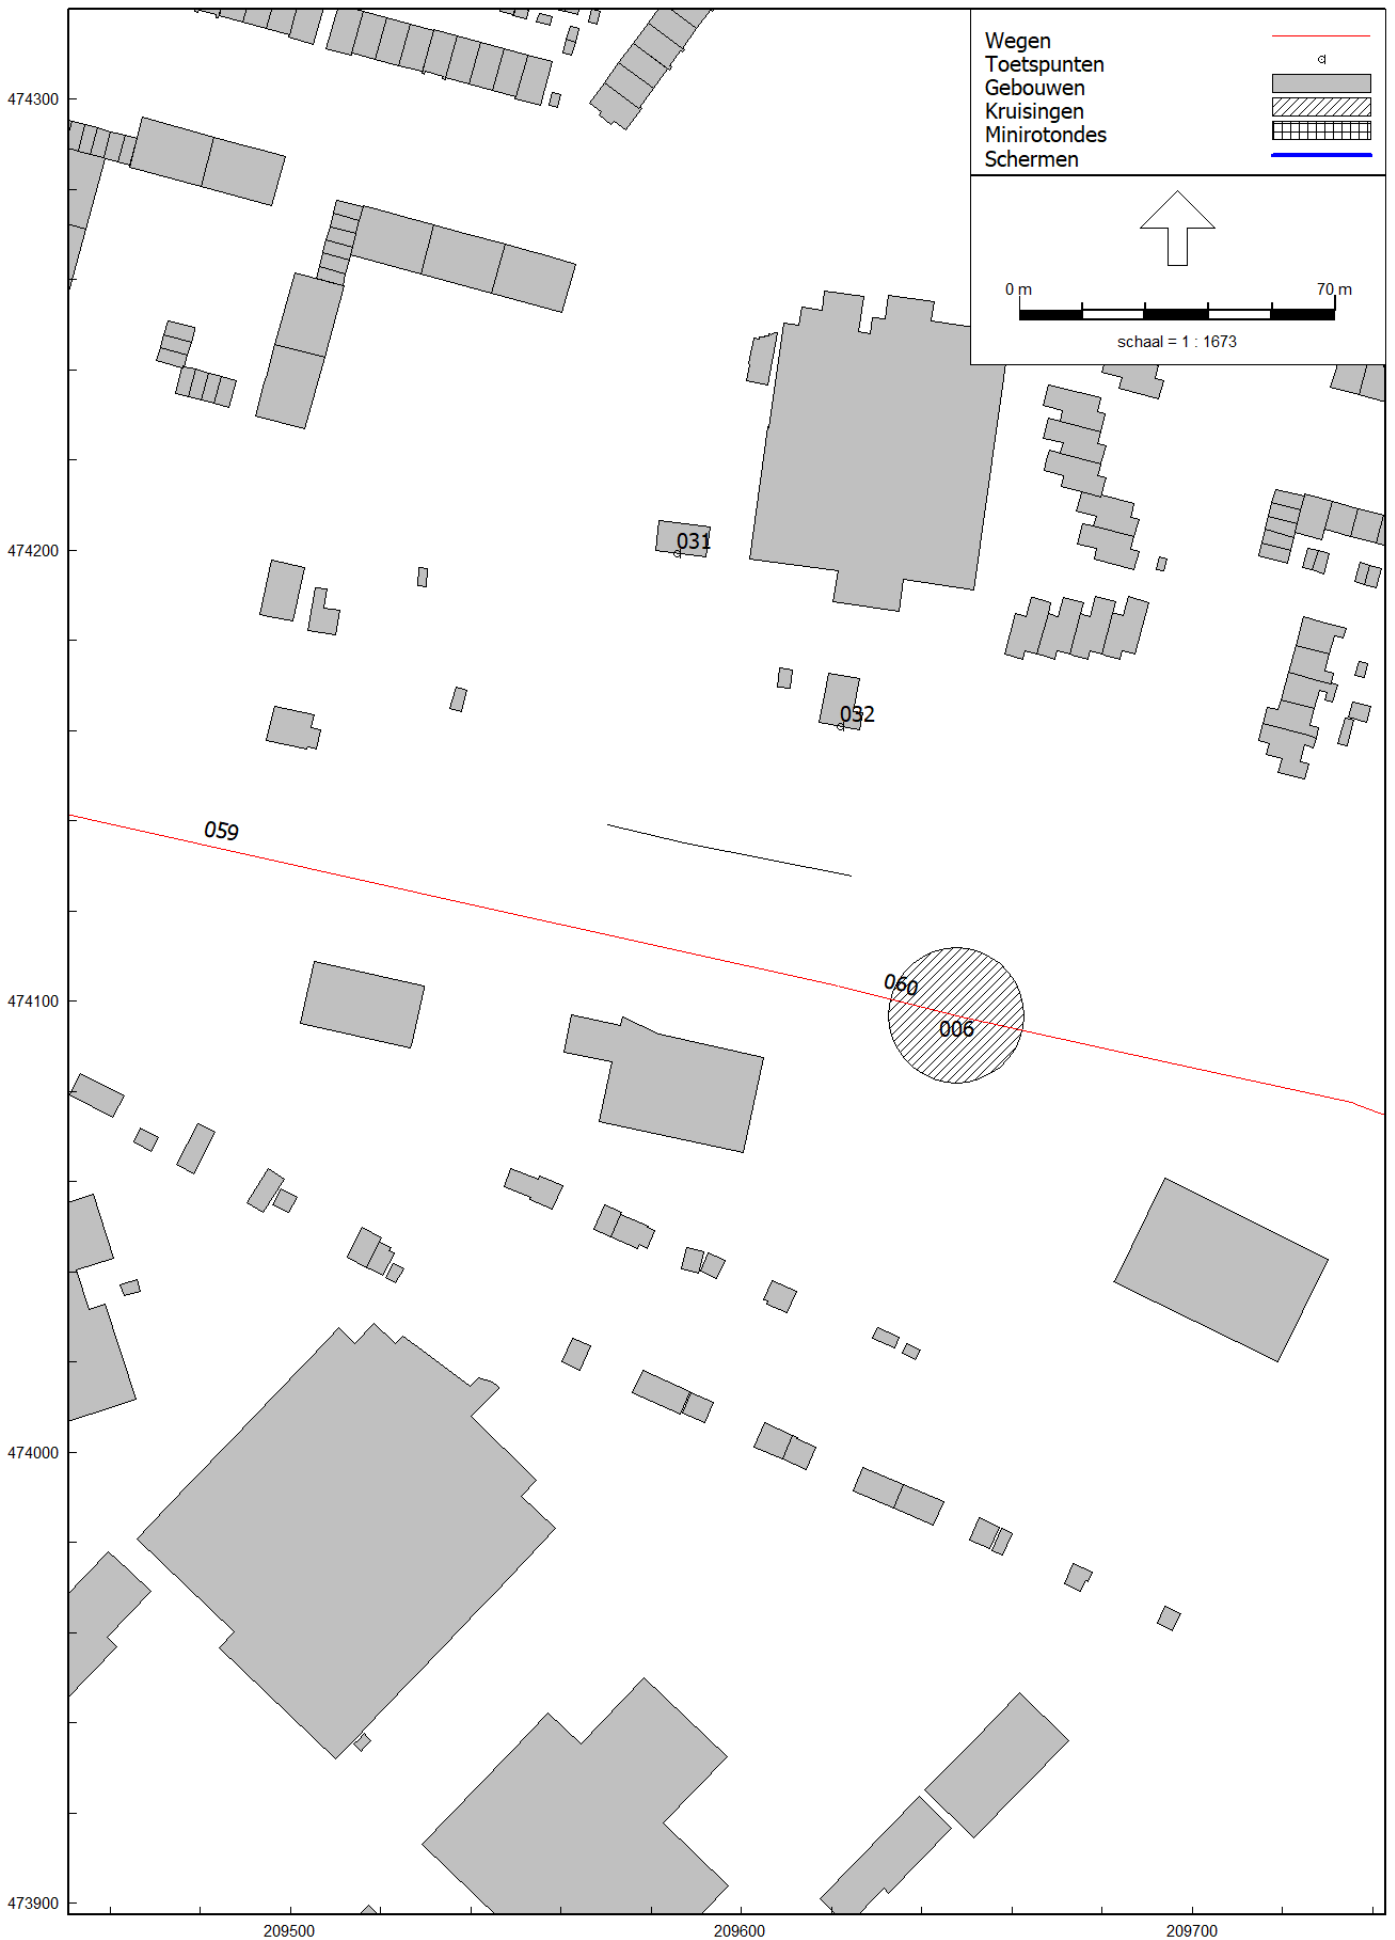 Wegen
Toetspunten
Gebouwen
Kruisingen
Minirotondes
Schermen
0 m 70 m
schaal = 1 : 1673
474300
474200
474100
474000
473900
031
032
059
060
006
209500 209600 209700